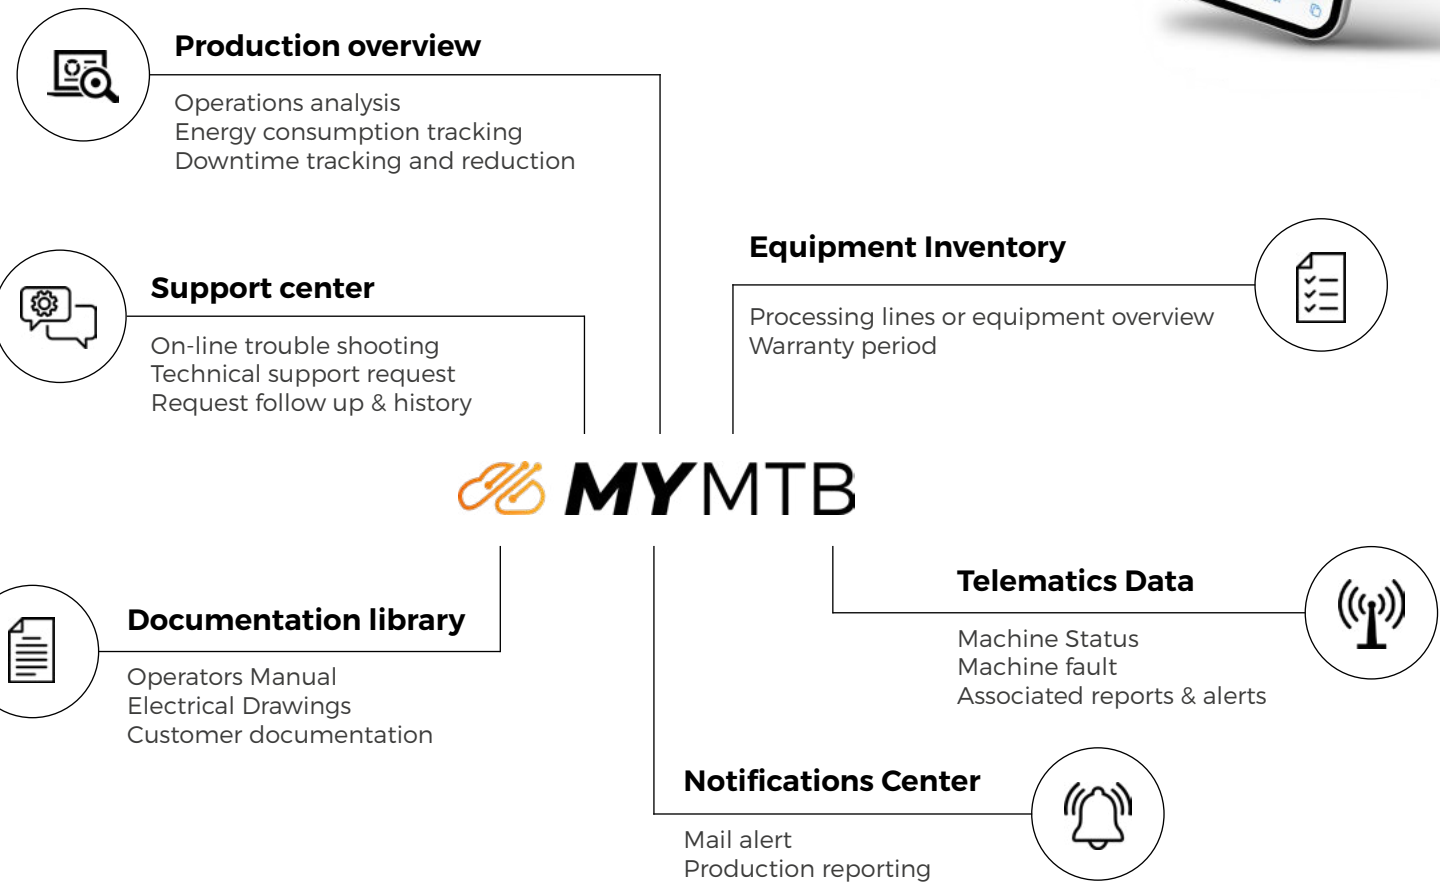 Production overview
Operations analysis
Energy consumption tracking
Downtime tracking and reduction
Support center
On-line trouble shooting
Technical support request
Request follow up & history
Equipment Inventory
Processing lines or equipment overview
Warranty period
MYMTB
Documentation library
Operators Manual
Electrical Drawings
Customer documentation
Telematics Data
Machine Status
Machine fault
Associated reports & alerts
Notifications Center
Mail alert
Production reporting